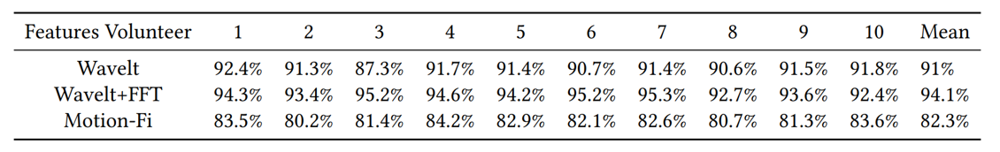 Features Volunteer 1 2 3 4 5 6 7 8 9 10 Mean
Wavelt 92.4% 91.3% 87.3% 91.7% 91.4% 90.7% 91.4% 90.6% 91.5% 91.8% 91%
Wavelt+FFT 94.3% 93.4% 95.2% 94.6% 94.2% 95.2% 95.3% 92.7% 93.6% 92.4% 94.1%
Motion-Fi 83.5% 80.2% 81.4% 84.2% 82.9% 82.1% 82.6% 80.7% 81.3% 83.6% 82.3%